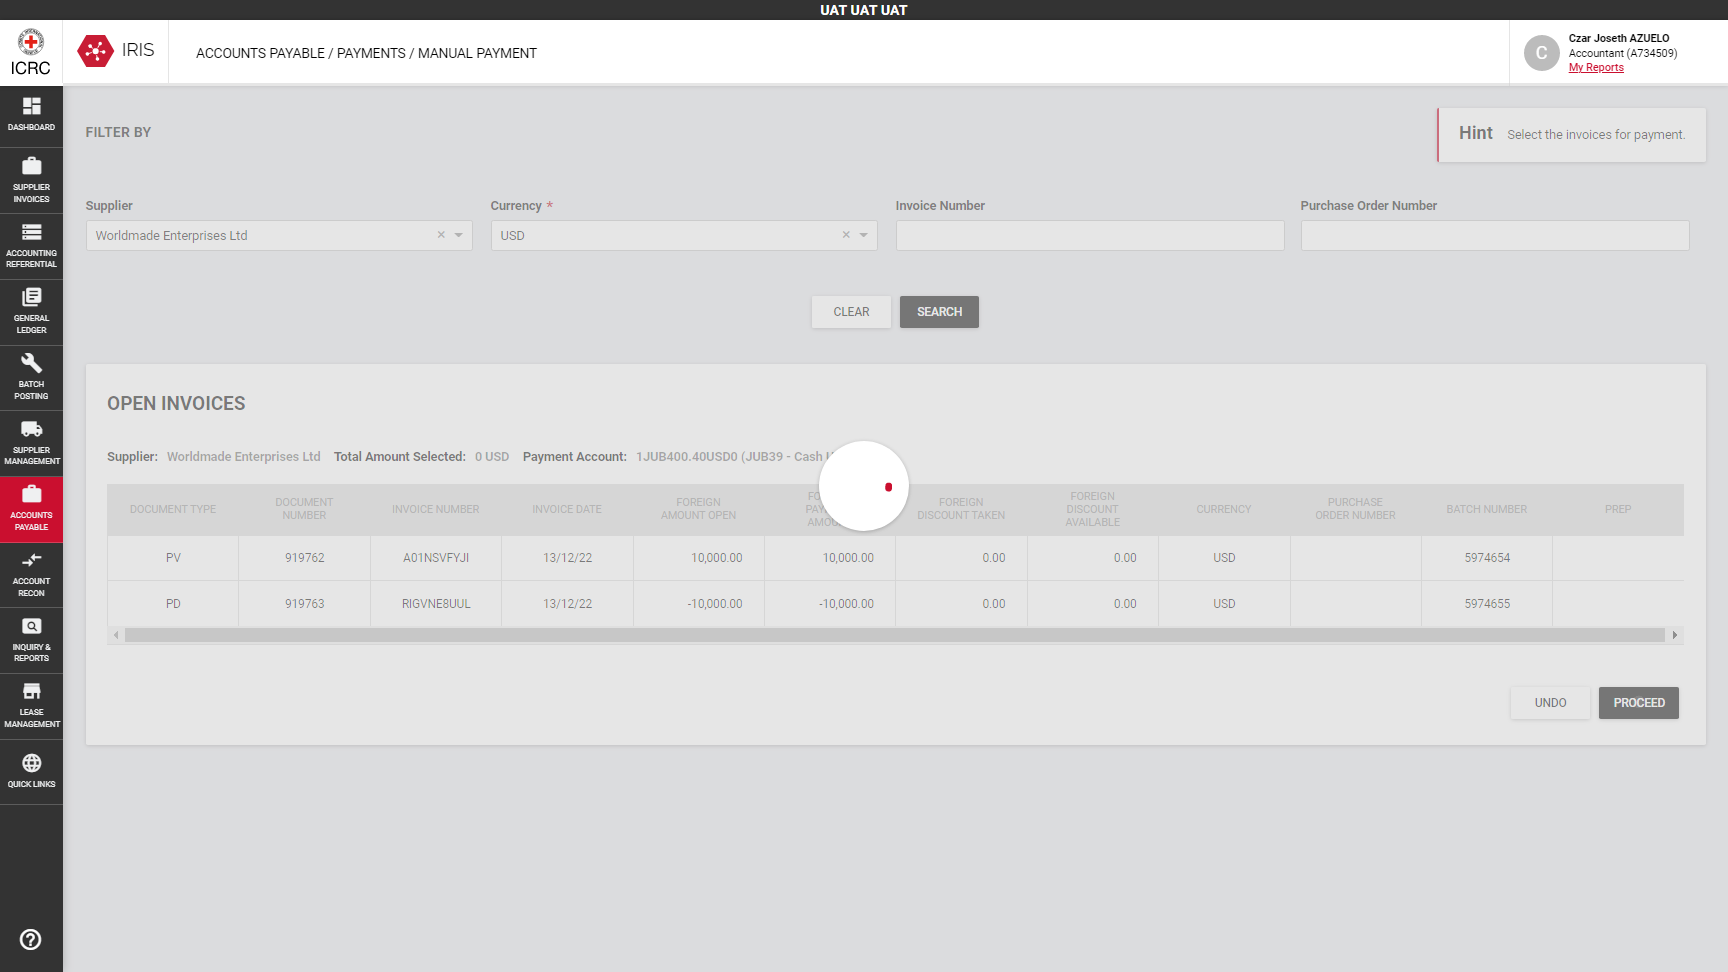 UAT UAT UAT
ICRC
IRIS
ACCOUNTS PAYABLE / PAYMENTS / MANUAL PAYMENT
C
Czar Joseth AZUELO
Accountant (A734509)
My Reports
DASHBOARD
SUPPLIER
INVOICES
ACCOUNTING
REFERENTIAL
GENERAL
LEDGER
BATCH
POSTING
SUPPLIER
MANAGEMENT
ACCOUNTS
PAYABLE
ACCOUNT
RECON
INQUIRY &
REPORTS
LEASE
MANAGEMENT
QUICK LINKS
FILTER BY
Hint Select the invoices for payment.
Supplier Currency * Invoice Number Purchase Order Number
Worldmade Enterprises Ltd × USD ×
CLEAR SEARCH
OPEN INVOICES
Supplier: Worldmade Enterprises Ltd Total Amount Selected: 0 USD Payment Account: 1JUB400.40USD0 (JUB39 - Cash
DOCUMENT TYPE
DOCUMENT
NUMBER
INVOICE NUMBER
INVOICE DATE
FOREIGN
AMOUNT OPEN
FOREIGN
DISCOUNT TAKEN
FOREIGN
DISCOUNT
AVAILABLE
CURRENCY
PURCHASE
ORDER NUMBER
BATCH NUMBER
PREP
PV 919762 A01NSVFYJI 13/12/22 10,000.00 10,000.00 0.00 0.00 USD 5974654
PD 919763 RIGVNE8UUL 13/12/22 -10,000.00 -10,000.00 0.00 0.00 USD 5974655
UNDO PROCEED